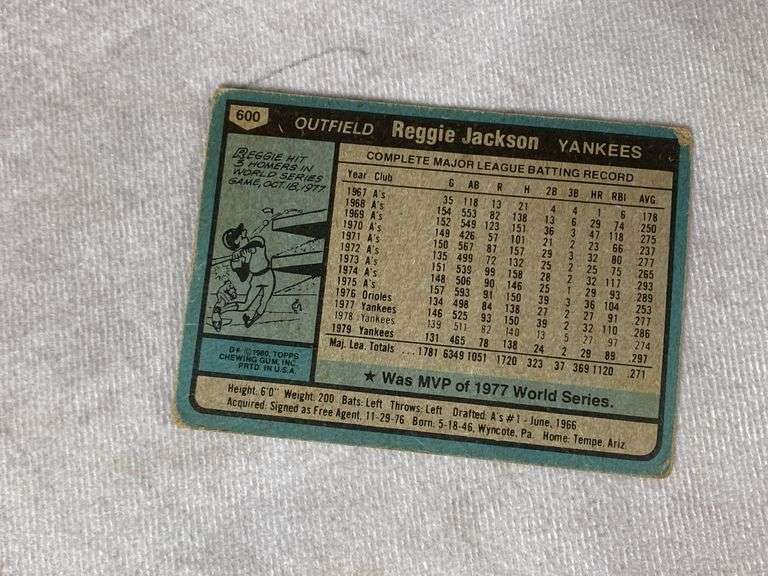 600 OUTFIELD Reggie Jackson YANKEES
REGGIE HIT
3 HOMERS IN
WORLD SERIES
GAME, OCT. 18, 1977
COMPLETE MAJOR LEAGUE BATTING RECORD
Year Club G AB R H 2B 3B HR RBI AVG.
1967 A's 35 118 13 21 4 4 1 6 .178
1968 A's 154 553 82 138 13 6 29 74 .250
1969 A's 152 549 123 151 36 3 47 118 .275
1970 A's 149 426 57 101 21 2 23 66 .237
1971 A's 150 567 87 157 29 3 32 80 .277
1972 A's 135 499 72 132 25 2 25 75 .265
1973 A's 151 539 99 158 28 2 32 117 .293
1974 A's 148 506 90 146 25 1 29 93 .289
1975 A's 157 593 91 150 39 3 36 104 .253
1976 Orioles 134 498 84 138 27 2 27 91 .277
1977 Yankees 146 525 93 150 39 2 32 110 .286
1978 Yankees 139 511 82 140 13 5 27 97 .274
1979 Yankees 131 465 78 138 24 2 29 89 .297
Maj. Lea. Totals ... 1781 6349 1051 1720 323 37 369 1120 .271
D* ©1980, TOPPS
CHEWING GUM, INC.
PRTD. IN U.S.A.
★ Was MVP of 1977 World Series.
Height: 6'0" Weight: 200 Bats: Left Throws: Left Drafted: A's #1 - June, 1966
Acquired: Signed as Free Agent, 11-29-76 Born: 5-18-46, Wyncote, Pa. Home: Tempe, Ariz.